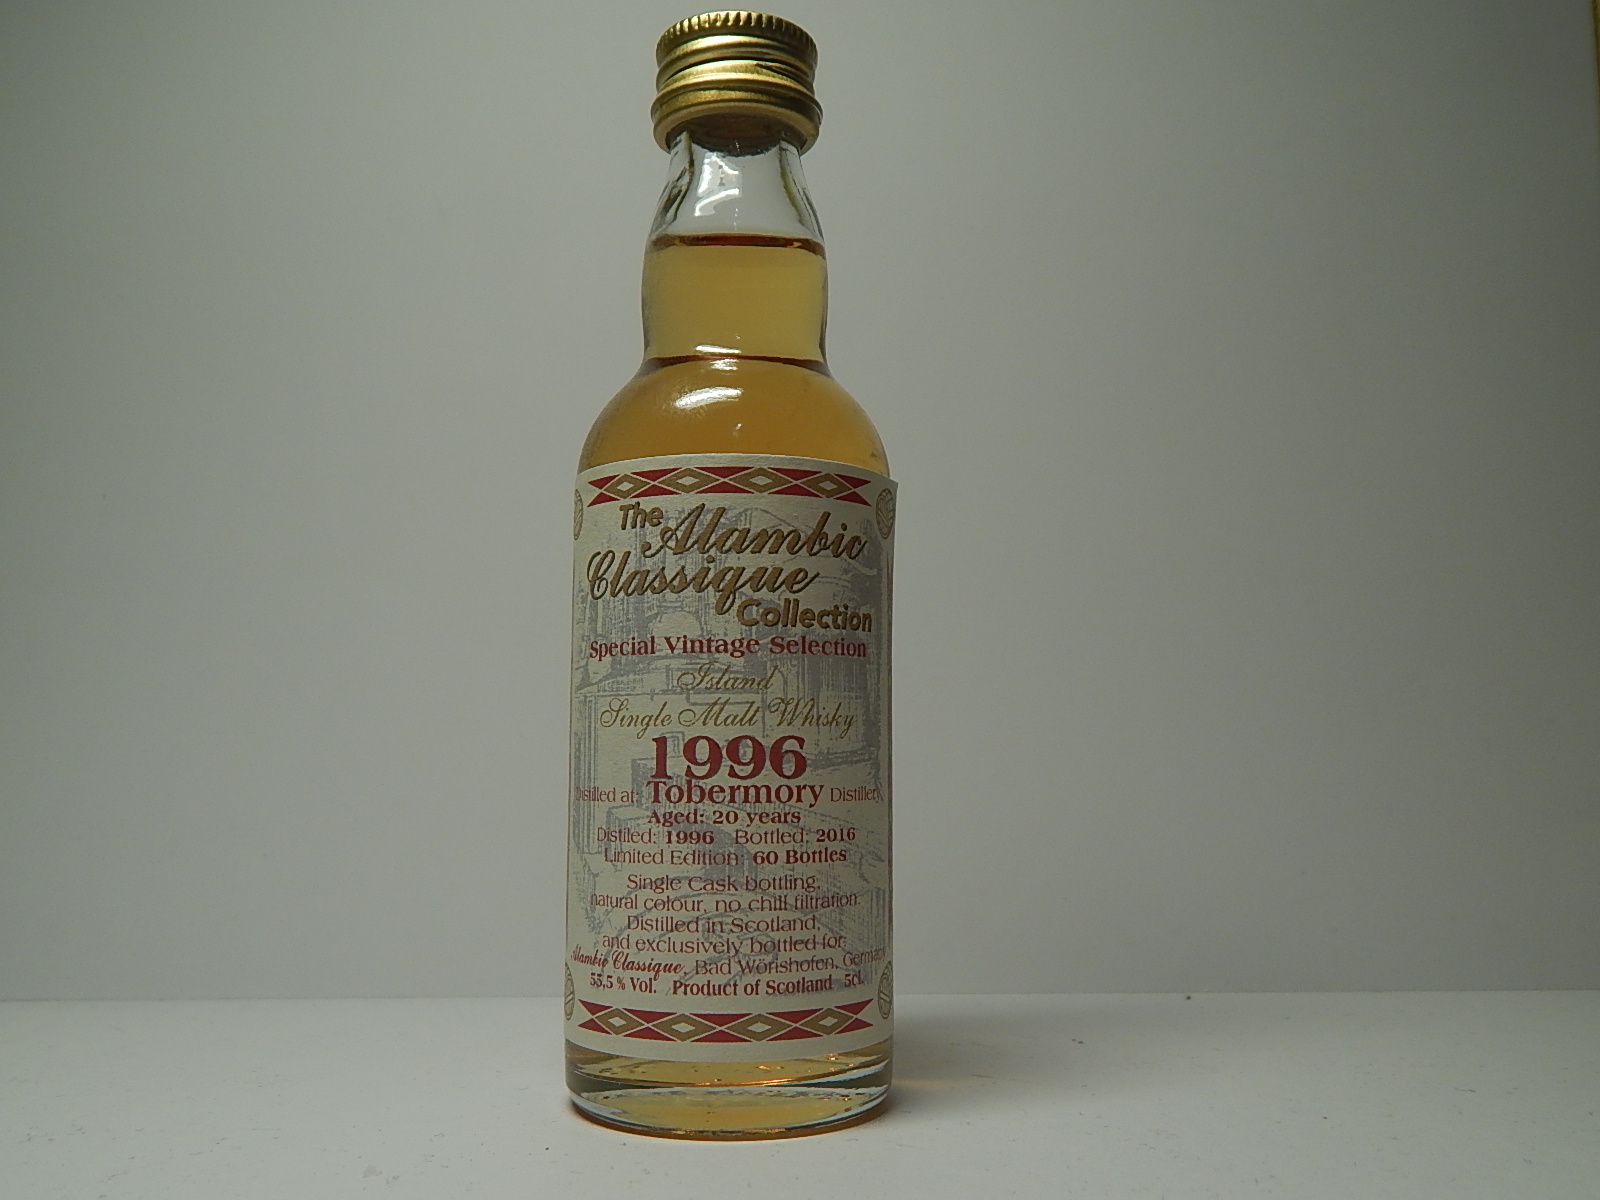 The Alambic
Classique
Collection
Special Vintage Selection
Island
Single Malt Whisky
1996
Distilled at: Tobermory Distillery
Aged: 20 years
Distilled: 1996 Bottled: 2016
Limited Edition: 60 Bottles
Single Cask bottling,
natural colour, no chill filtration
Distilled in Scotland,
and exclusively bottled for:
Alambic Classique, Bad Wörishofen, Germany
55,5 % Vol. Product of Scotland 5cl.